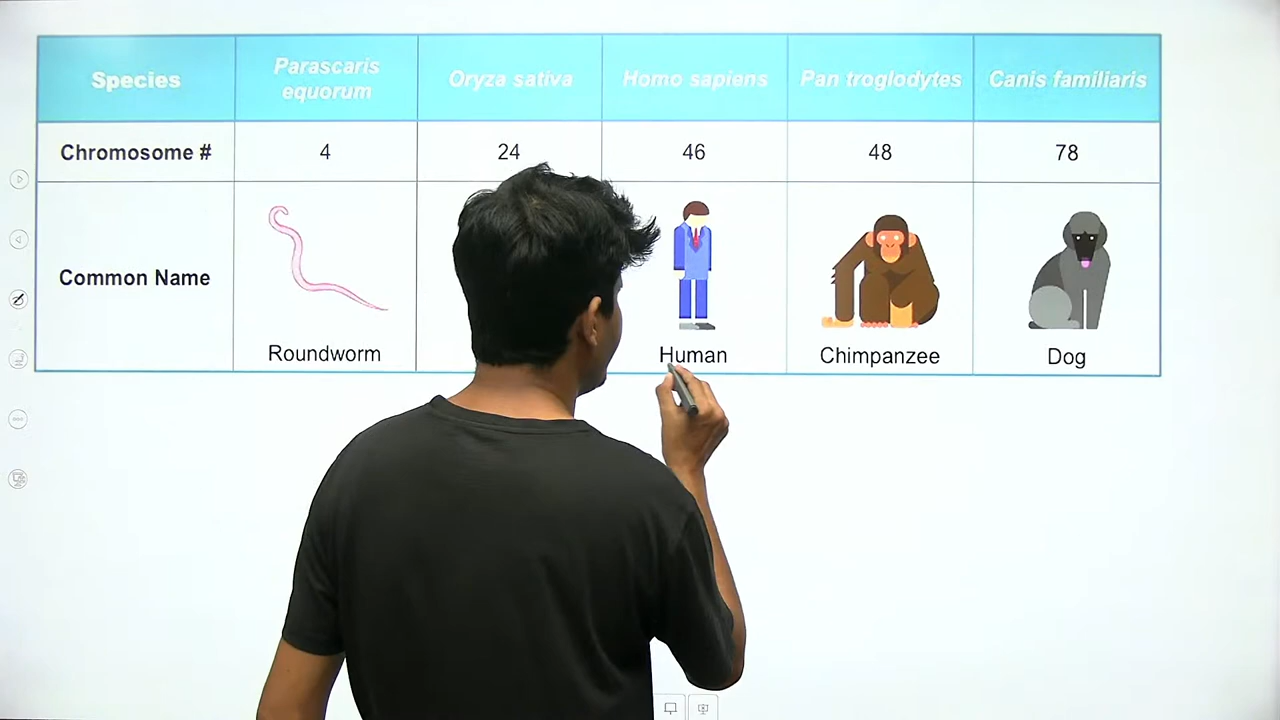 Species
Parascaris
equorum
Oryza sativa
Homo sapiens
Pan troglodytes
Canis familiaris
Chromosome #
4
24
46
48
78
Common Name
Roundworm
Human
Chimpanzee
Dog